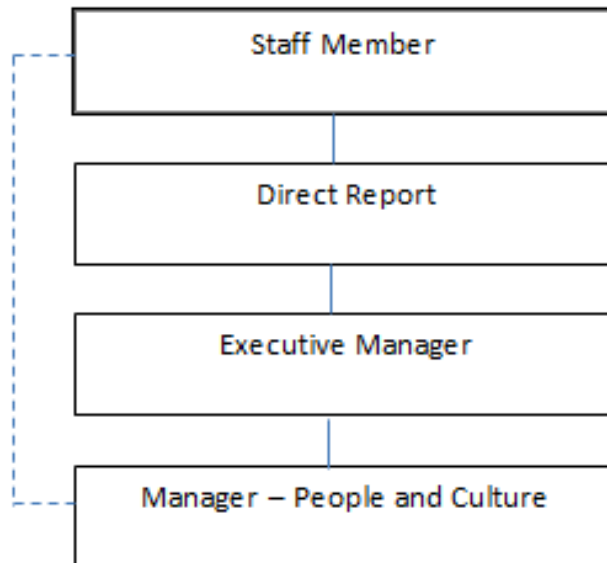 Staff Member
Direct Report
Executive Manager
Manager – People and Culture